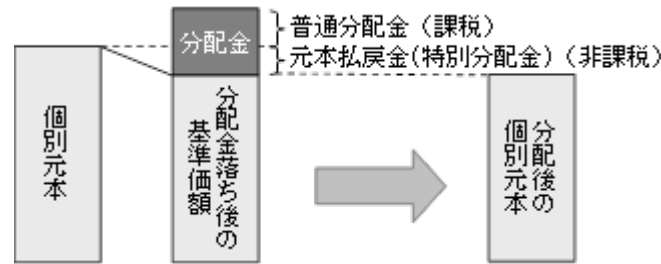 分配金
普通分配金（課税）
元本払戻金(特別分配金)（非課税）
個別元本
分配金落ち後の
基準価額
分配後の
個別元本